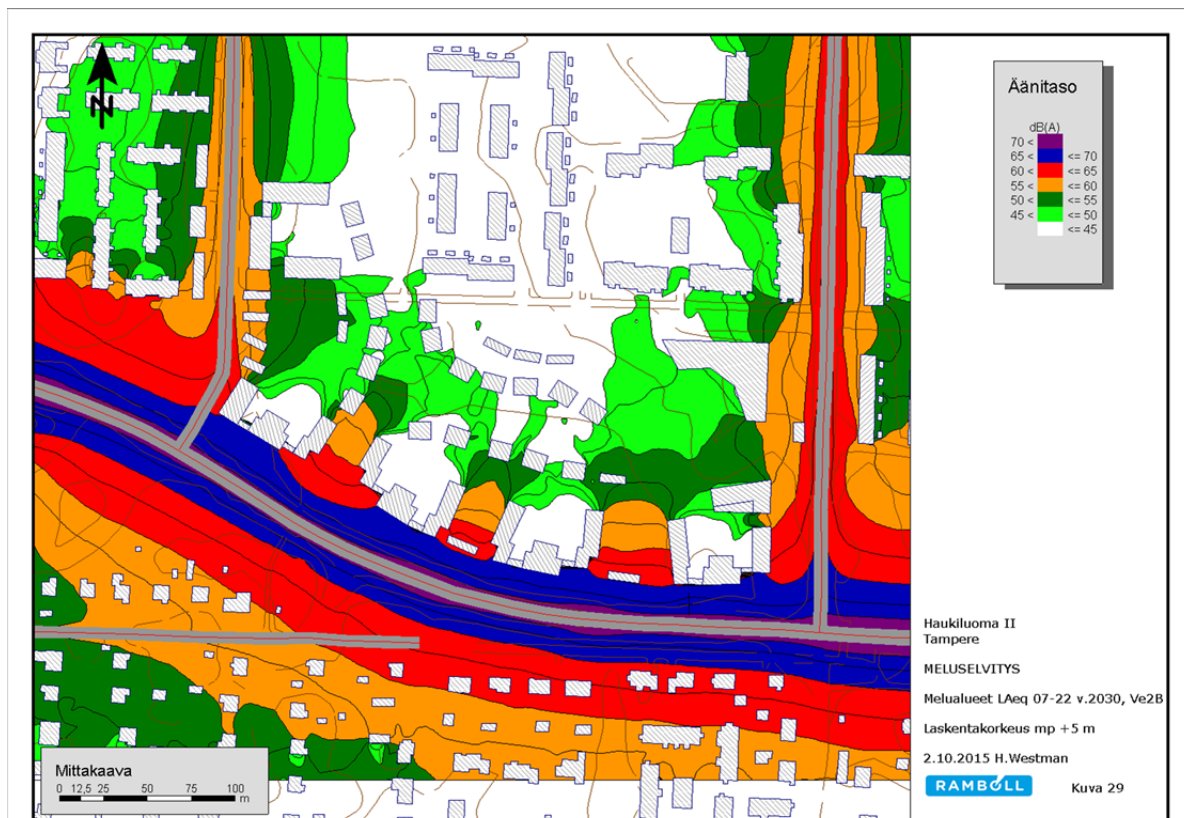 N
Äänitaso
dB(A)
70 <
65 < <= 70
60 < <= 65
55 < <= 60
50 < <= 55
45 < <= 50
<= 45
Haukiluoma II
Tampere
MELUSELVITYS
Melualueet LAeq 07-22 v.2030, Ve2B
Laskentakorkeus mp +5 m
2.10.2015 H.Westman
RAMBOLL Kuva 29
Mittakaava
0 12,5 25 50 75 100
m